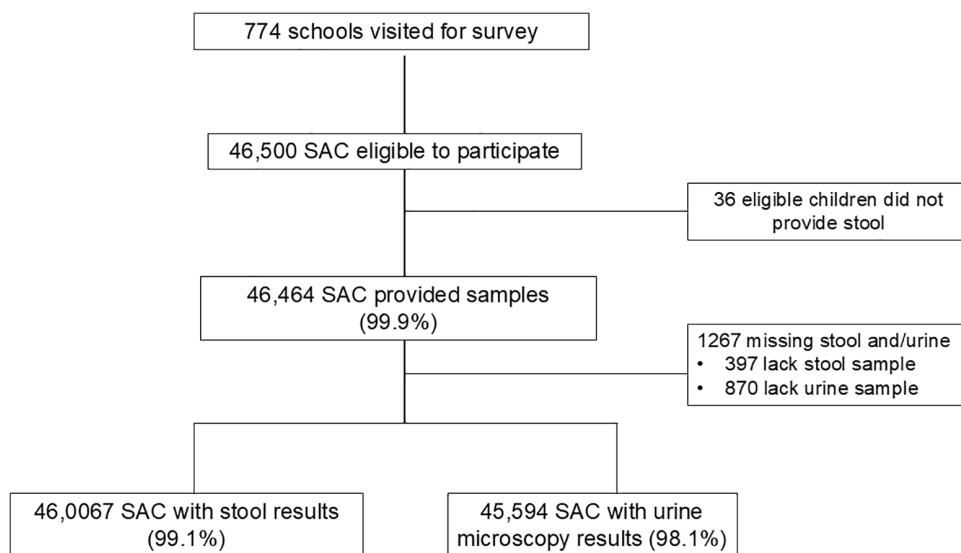 774 schools visited for survey
46,500 SAC eligible to participate
36 eligible children did not
provide stool
46,464 SAC provided samples
(99.9%)
1267 missing stool and/urine
• 397 lack stool sample
• 870 lack urine sample
46,0067 SAC with stool results
(99.1%)
45,594 SAC with urine
microscopy results (98.1%)